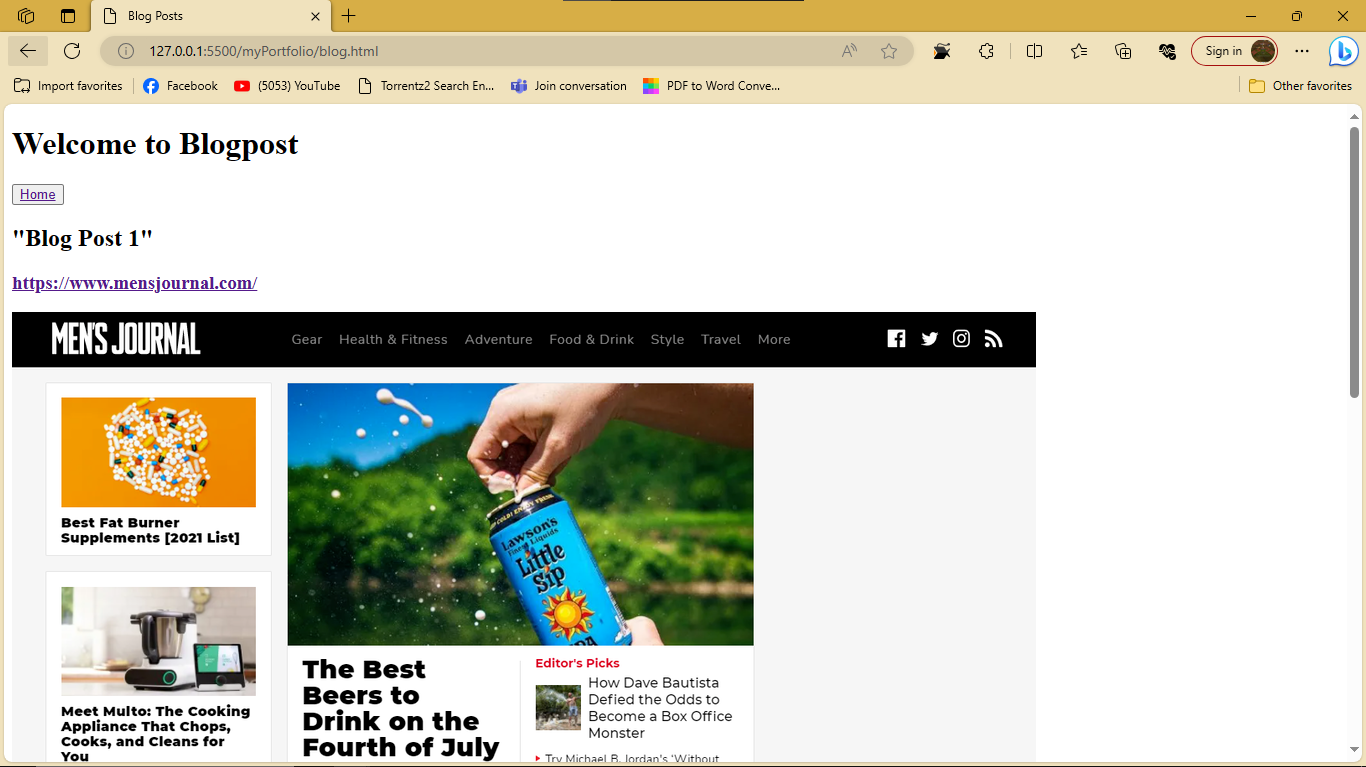 Blog Posts
127.0.0.1:5500/myPortfolio/blog.html
Sign in
Import favorites
Facebook
(5053) YouTube
Torrentz2 Search En...
Join conversation
PDF to Word Conve...
Other favorites
Welcome to Blogpost
Home
"Blog Post 1"
https://www.mensjournal.com/
MEN'S JOURNAL
Gear Health & Fitness Adventure Food & Drink Style Travel More
Best Fat Burner
Supplements [2021 List]
Meet Multo: The Cooking
Appliance That Chops,
Cooks, and Cleans for
You
LAWSON'S
Finest Liquids
Little
Sip
The Best
Beers to
Drink on the
Fourth of July
Editor's Picks
How Dave Bautista
Defied the Odds to
Become a Box Office
Monster
Try Michael B. Jordan's 'Without